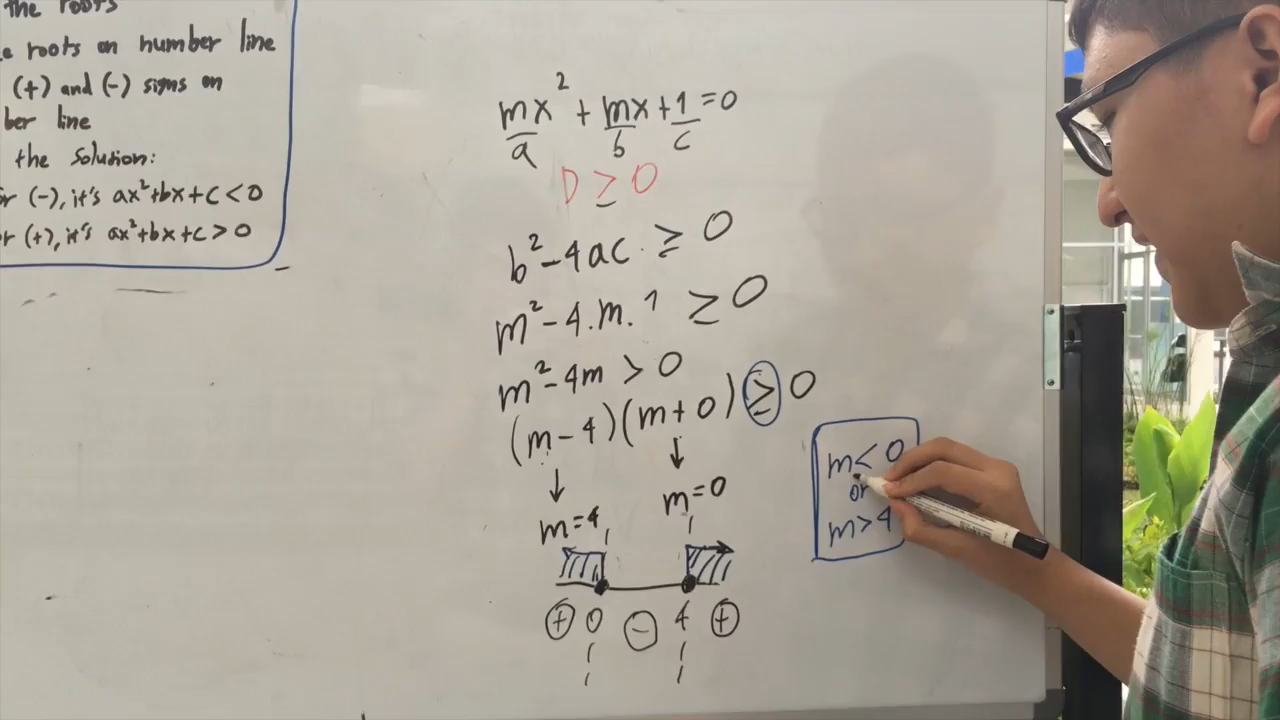 the roots
roots on number line
(+) and (-) signs on
line
the solution:
(-), it's ax²+bx+c < 0
(+), it's ax²+bx+c > 0
mx² + mx + 1 = 0
a b c
D ≥ 0
b² - 4ac ≥ 0
m² - 4.m.1 ≥ 0
m² - 4m > 0
(m - 4)(m + 0) ≥ 0
↓ ↓
m=4 m=0
+ 0 - 4 +
m < 0
or
m > 4